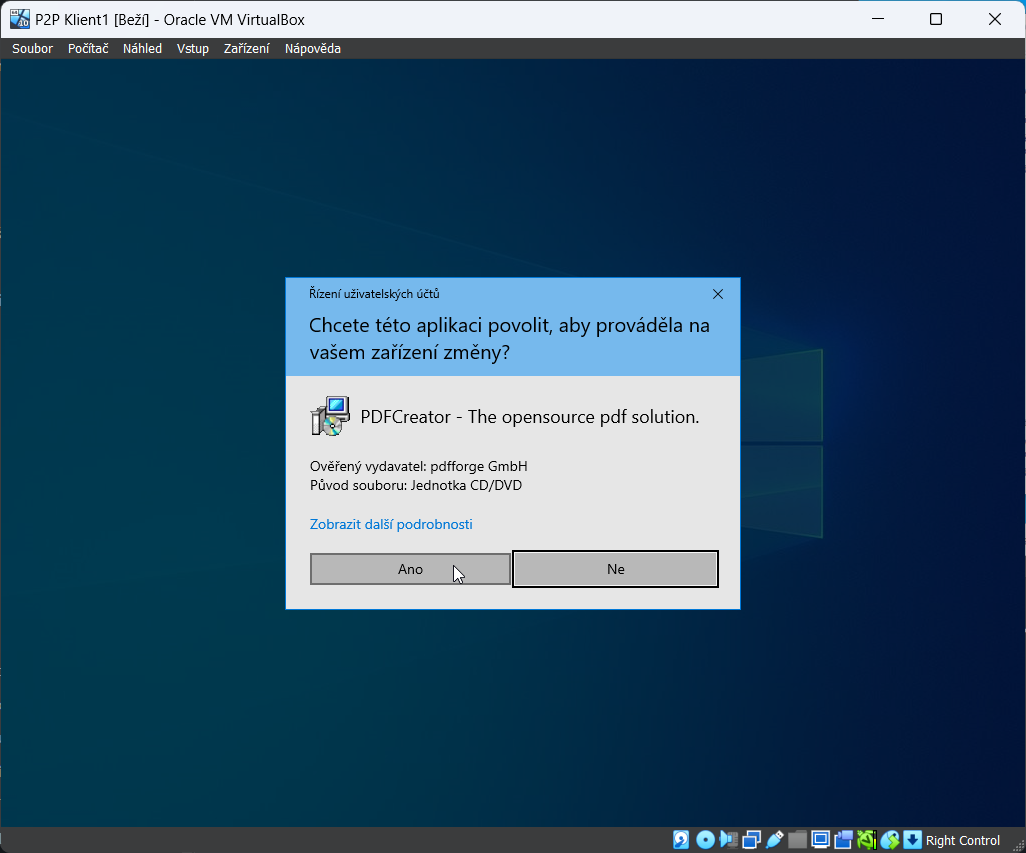 P2P Klient1 [Beží] - Oracle VM VirtualBox
Soubor Počítač Náhled Vstup Zařízení Nápověda
Řízení uživatelských účtů
Chcete této aplikaci povolit, aby prováděla na
vašem zařízení změny?
PDFCreator - The opensource pdf solution.
Ověřený vydavatel: pdfforge GmbH
Původ souboru: Jednotka CD/DVD
Zobrazit další podrobnosti
Ano Ne
Right Control